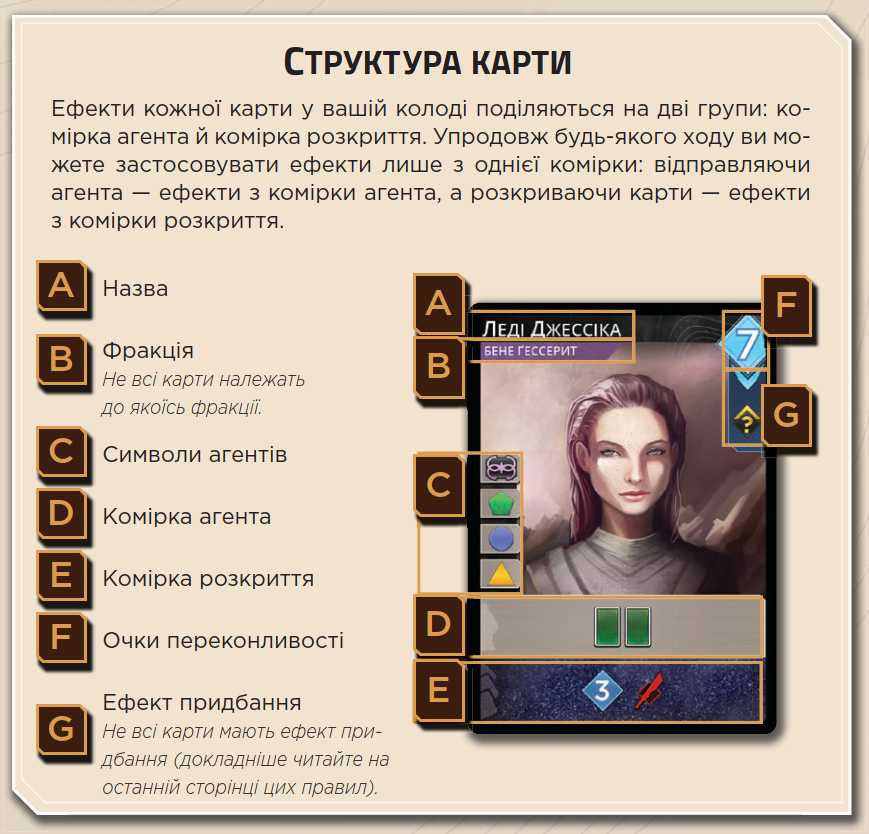 Структура карти
Ефекти кожної карти у вашій колоді поділяються на дві групи: ко-
мірка агента й комірка розкриття. Упродовж будь-якого ходу ви мо-
жете застосовувати ефекти лише з однієї комірки: відправляючи
агента — ефекти з комірки агента, а розкриваючи карти — ефекти
з комірки розкриття.
A Назва
B Фракція
Не всі карти належать
до якоїсь фракції.
C Символи агентів
D Комірка агента
E Комірка розкриття
F Очки переконливості
G Ефект придбання
Не всі карти мають ефект при-
дбання (докладніше читайте на
останній сторінці цих правил).
A
Леді Джессіка
F
7
B
БЕНЕ ҐЕССЕРИТ
G
?
C
D
E
3